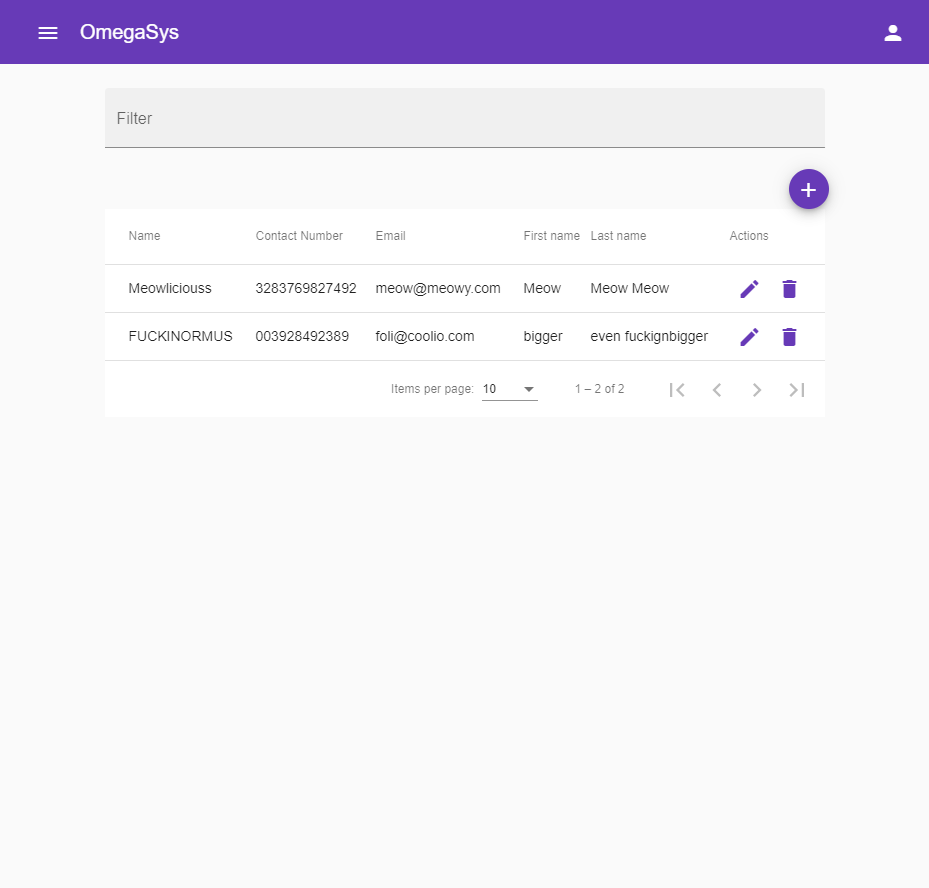 OmegaSys
Filter
Name Contact Number Email First name Last name Actions
Meowliciouss 3283769827492 meow@meowy.com Meow Meow Meow
FUCKINORMUS 003928492389 foli@coolio.com bigger even fuckignbigger
Items per page: 10 1 – 2 of 2